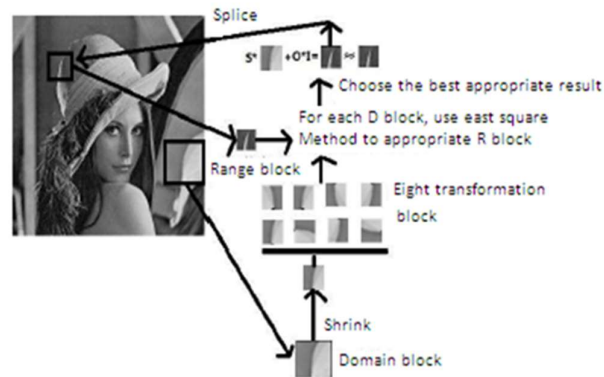 Splice
S* +O*I= ≈
Choose the best appropriate result
For each D block, use east square
Method to appropriate R block
Range block
Eight transformation
block
Shrink
Domain block